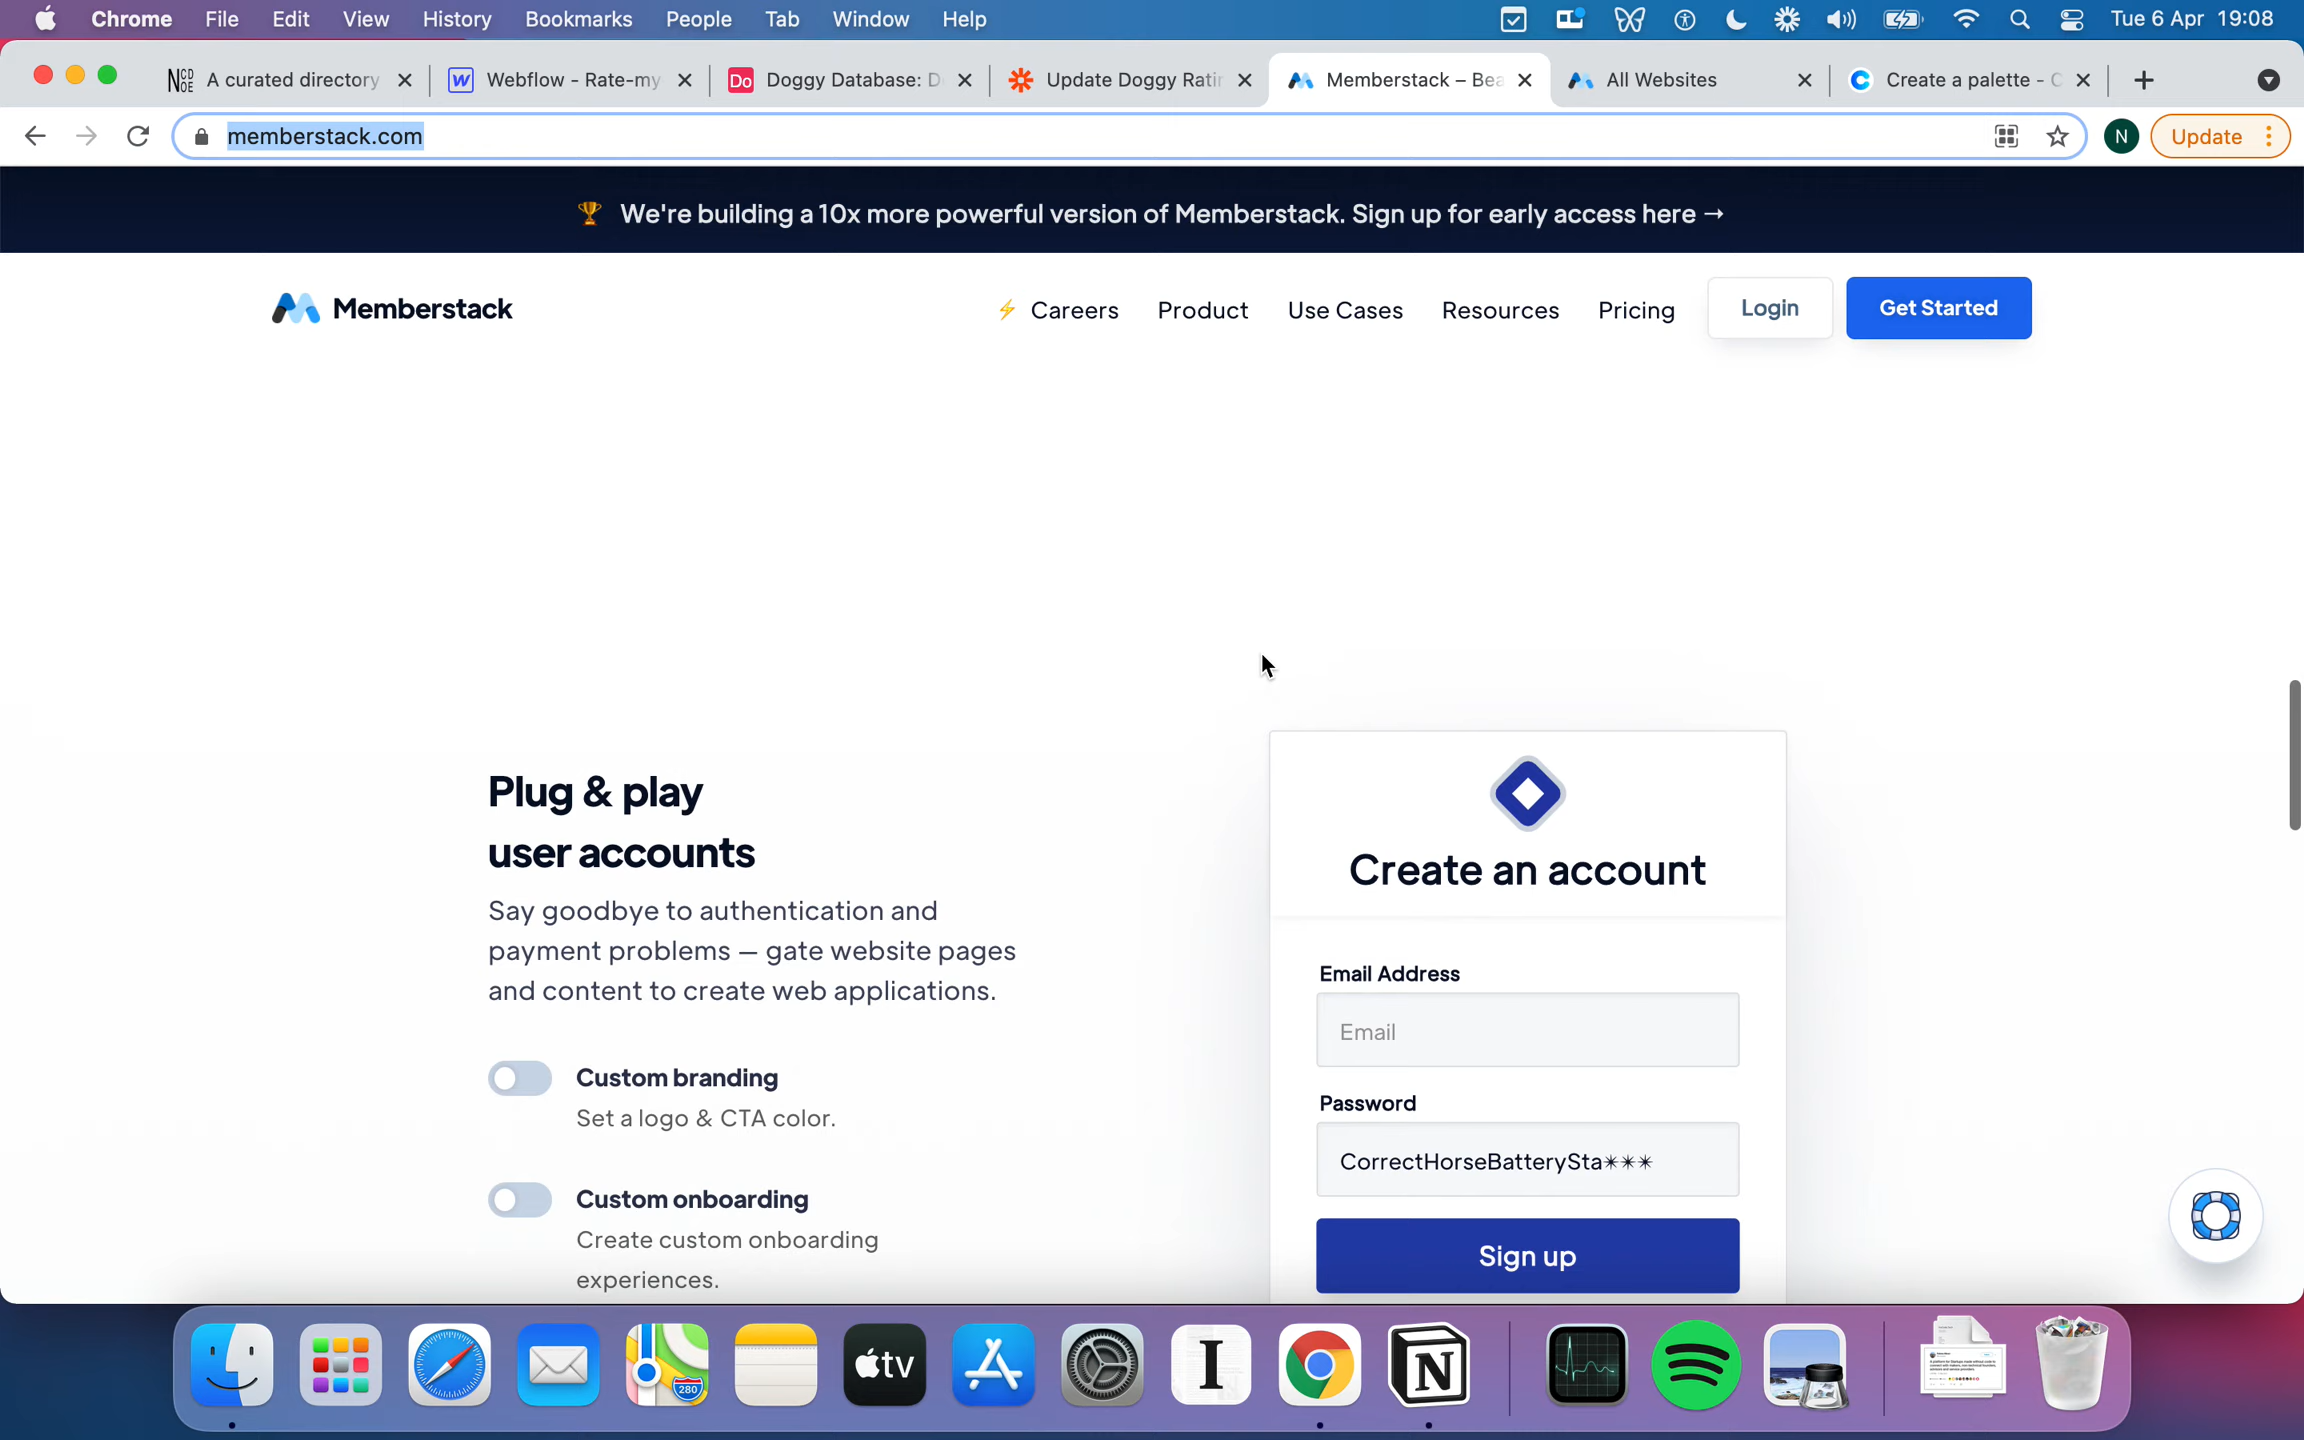 Chrome File Edit View History Bookmarks People Tab Window Help Tue 6 Apr 19:08
NCDNOE A curated directory W Webflow - Rate-my Do Doggy Database: D Update Doggy Ratin Memberstack – Bea All Websites Create a palette - C
memberstack.com N Update
We're building a 10x more powerful version of Memberstack. Sign up for early access here →
Memberstack Careers Product Use Cases Resources Pricing Login Get Started
Plug & play
user accounts
Say goodbye to authentication and
payment problems — gate website pages
and content to create web applications.
Custom branding
Set a logo & CTA color.
Custom onboarding
Create custom onboarding
experiences.
Create an account
Email Address
Email
Password
CorrectHorseBatterySta✳✳✳
Sign up
280 tv I N